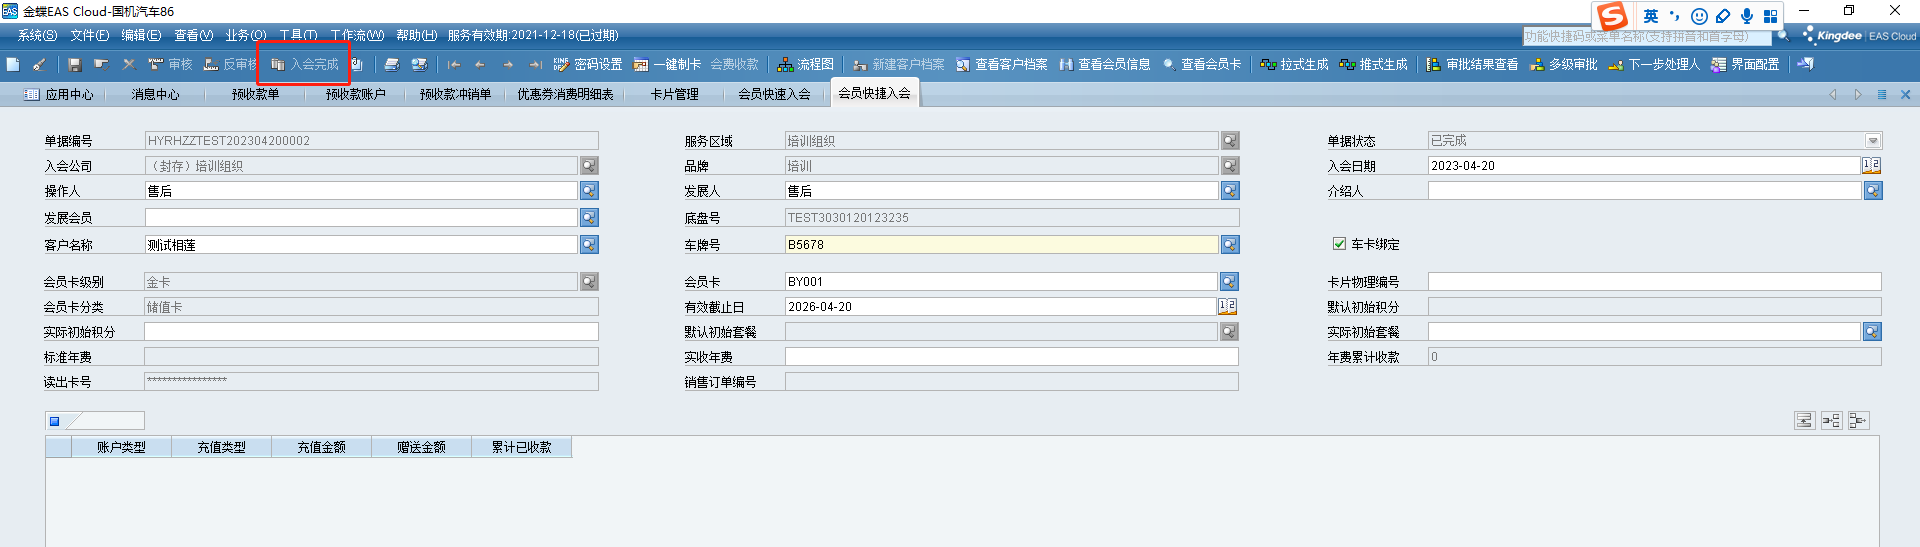 金蝶EAS Cloud-国机汽车86
英
系统(S) 文件(F) 编辑(E) 查看(V) 业务(O) 工具(T) 工作流(W) 帮助(H) 服务有效期:2021-12-18(已过期)
功能快捷码或菜单名称(支持拼音和首字母)
Kingdee | EAS Cloud
审核 反审核 入会完成 密码设置 一键制卡 会费收款 流程图 新建客户档案 查看客户档案 查看会员信息 查看会员卡 拉式生成 推式生成 审批结果查看 多级审批 下一步处理人 界面配置
应用中心 消息中心 预收款单 预收款账户 预收款冲销单 优惠券消费明细表 卡片管理 会员快速入会 会员快捷入会
单据编号 HYRHZZTEST202304200002 服务区域 培训组织 单据状态 已完成
入会公司 （封存）培训组织 品牌 培训 入会日期 2023-04-20
操作人 售后 发展人 售后 介绍人
发展会员 底盘号 TEST3030120123235
客户名称 测试相莲 车牌号 B5678 车卡绑定
会员卡级别 金卡 会员卡 BY001 卡片物理编号
会员卡分类 储值卡 有效截止日 2026-04-20 默认初始积分
实际初始积分 默认初始套餐 实际初始套餐
标准年费 实收年费 年费累计收款 0
读出卡号 **************** 销售订单编号
账户类型 充值类型 充值金额 赠送金额 累计已收款